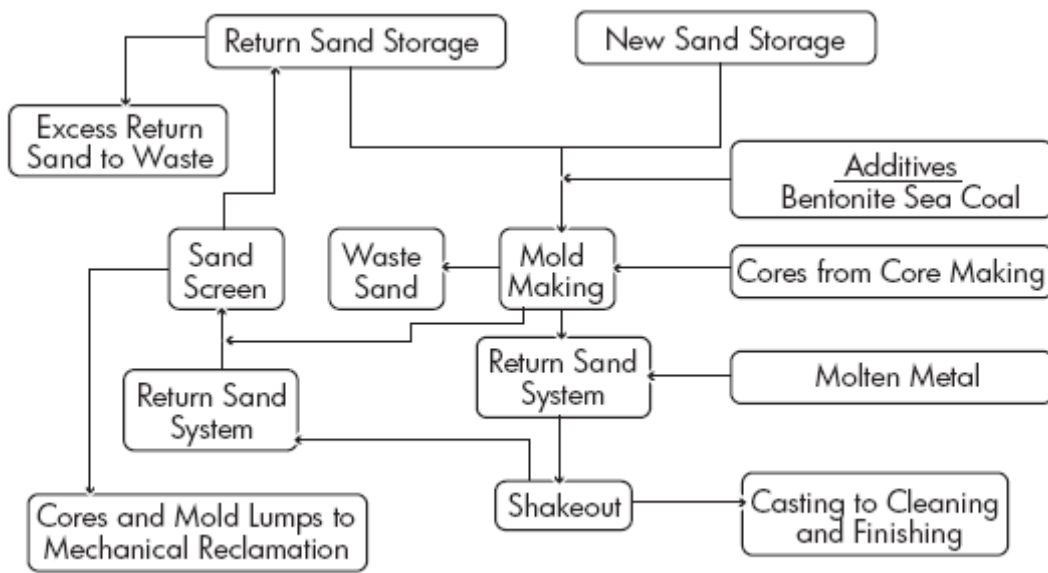 Return Sand Storage
New Sand Storage
Excess Return
Sand to Waste
Additives
Bentonite Sea Coal
Sand
Screen
Waste
Sand
Mold
Making
Cores from Core Making
Return Sand
System
Return Sand
System
Molten Metal
Cores and Mold Lumps to
Mechanical Reclamation
Shakeout
Casting to Cleaning
and Finishing